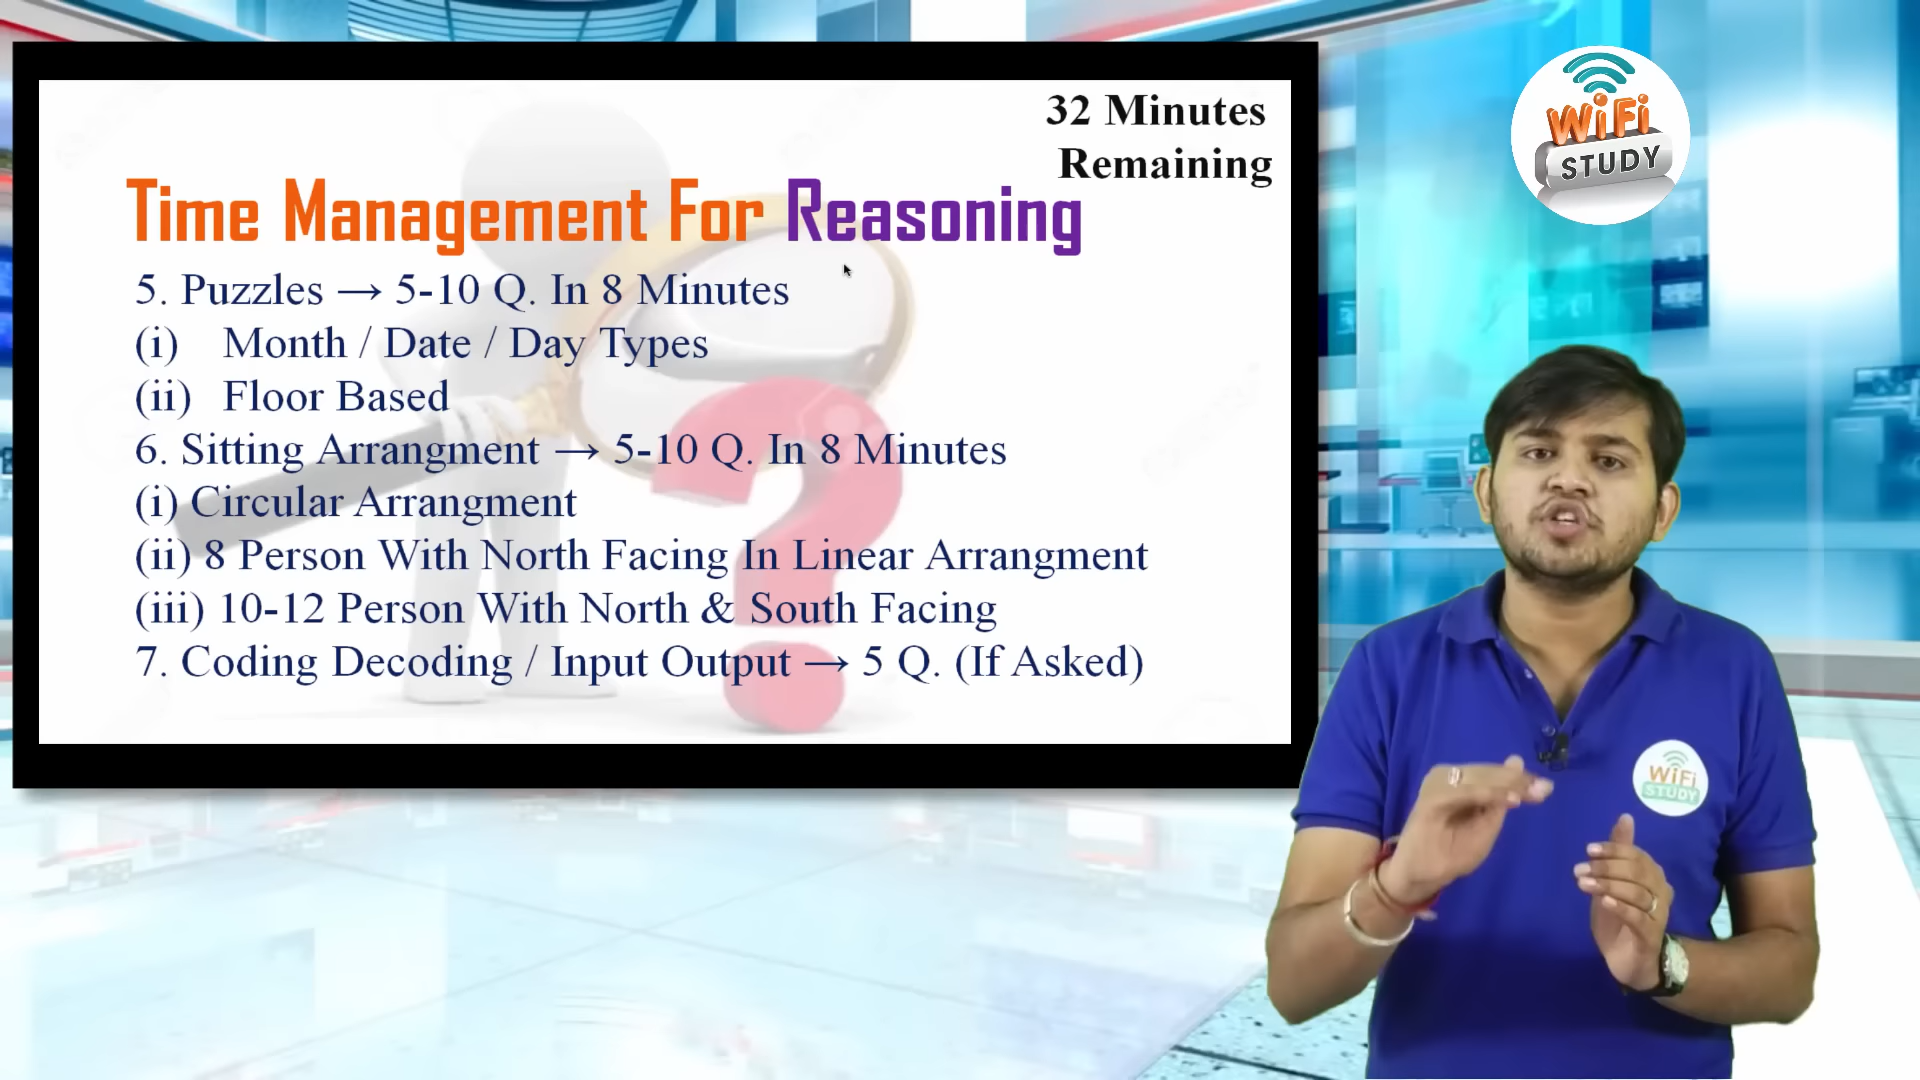 32 Minutes
Remaining
Time Management For Reasoning
5. Puzzles → 5-10 Q. In 8 Minutes
(i) Month / Date / Day Types
(ii) Floor Based
6. Sitting Arrangment → 5-10 Q. In 8 Minutes
(i) Circular Arrangment
(ii) 8 Person With North Facing In Linear Arrangment
(iii) 10-12 Person With North & South Facing
7. Coding Decoding / Input Output → 5 Q. (If Asked)
WiFi
STUDY
WiFi
STUDY